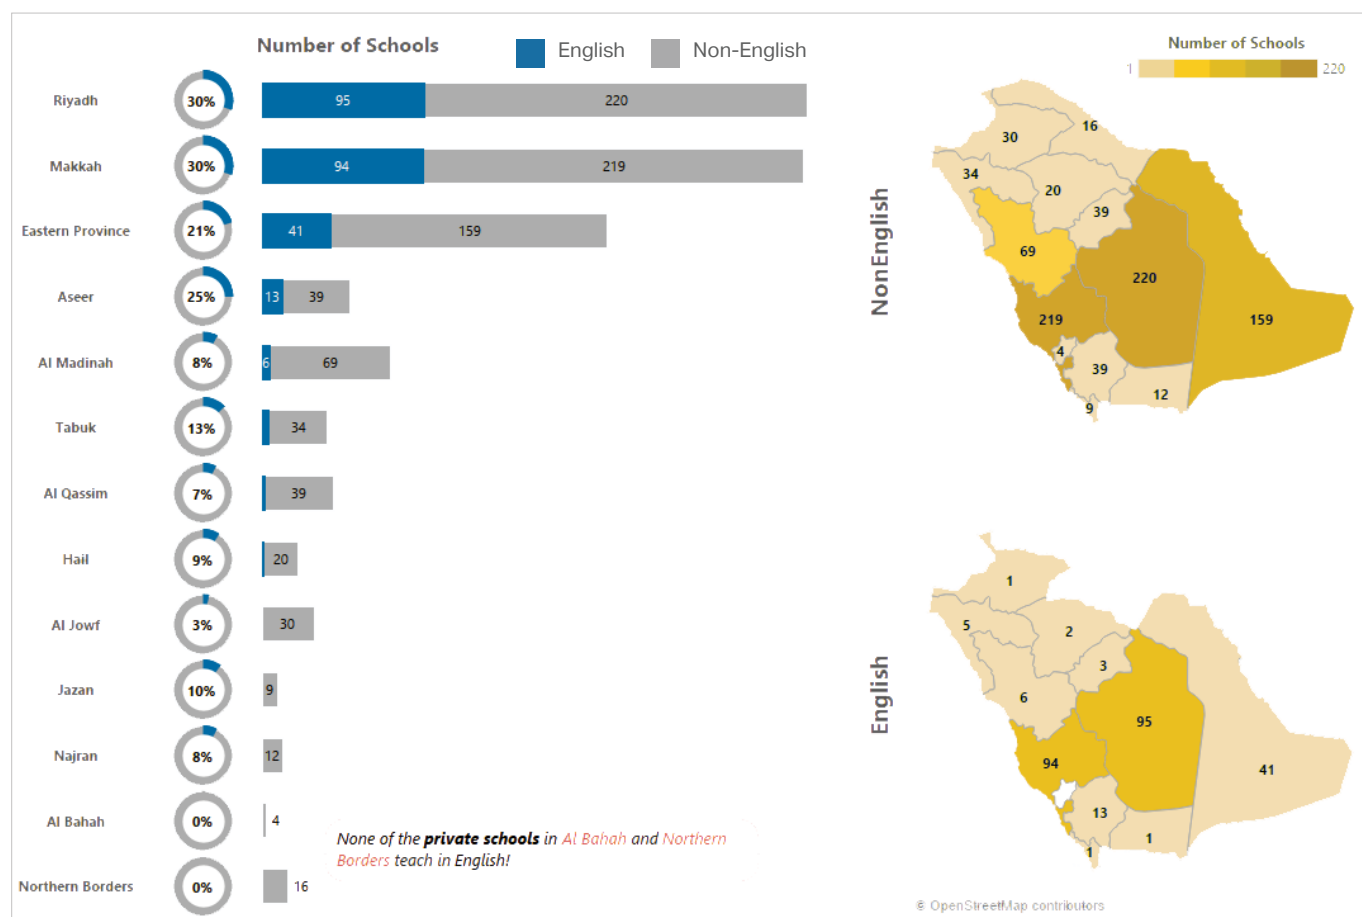 Number of Schools
English
Non-English
Riyadh
30%
95
220
Makkah
30%
94
219
Eastern Province
21%
41
159
Aseer
25%
13
39
Al Madinah
8%
6
69
Tabuk
13%
34
Al Qassim
7%
39
Hail
9%
20
Al Jowf
3%
30
Jazan
10%
9
Najran
8%
12
Al Bahah
0%
4
Northern Borders
0%
16
None of the private schools in Al Bahah and Northern
Borders teach in English!
Number of Schools
1
220
NonEnglish
30
16
34
20
39
69
220
219
159
4
39
12
9
English
1
5
2
3
6
95
94
41
13
1
1
© OpenStreetMap contributors